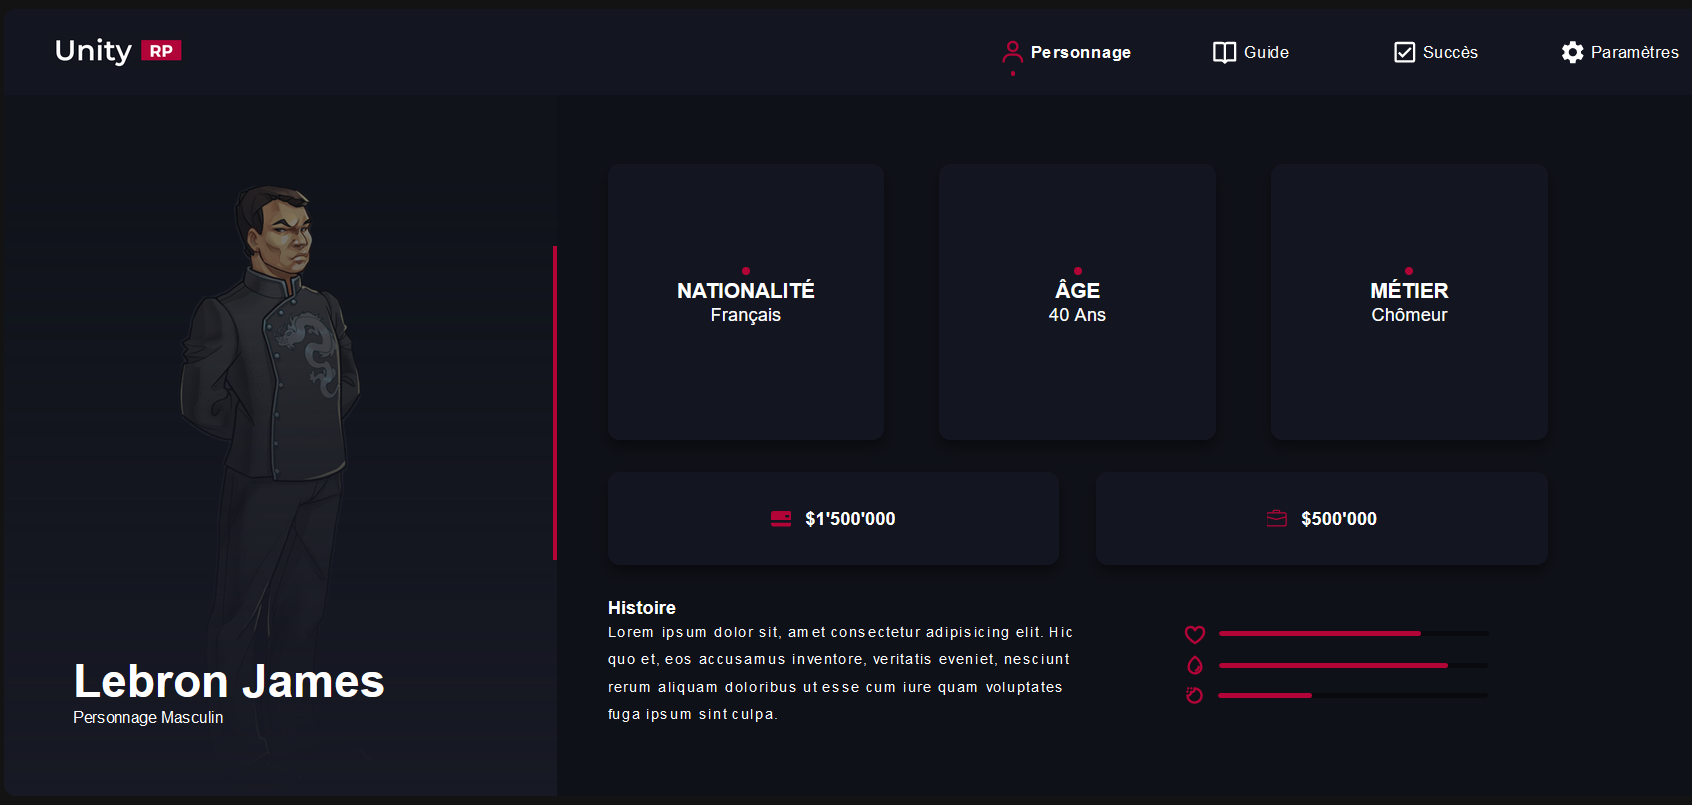 Unity RP
Personnage
Guide
Succès
Paramètres
NATIONALITÉ
Français
ÂGE
40 Ans
MÉTIER
Chômeur
$1'500'000
$500'000
Histoire
Lorem ipsum dolor sit, amet consectetur adipisicing elit. Hic
quo et, eos accusamus inventore, veritatis eveniet, nesciunt
rerum aliquam doloribus ut esse cum iure quam voluptates
fuga ipsum sint culpa.
Lebron James
Personnage Masculin